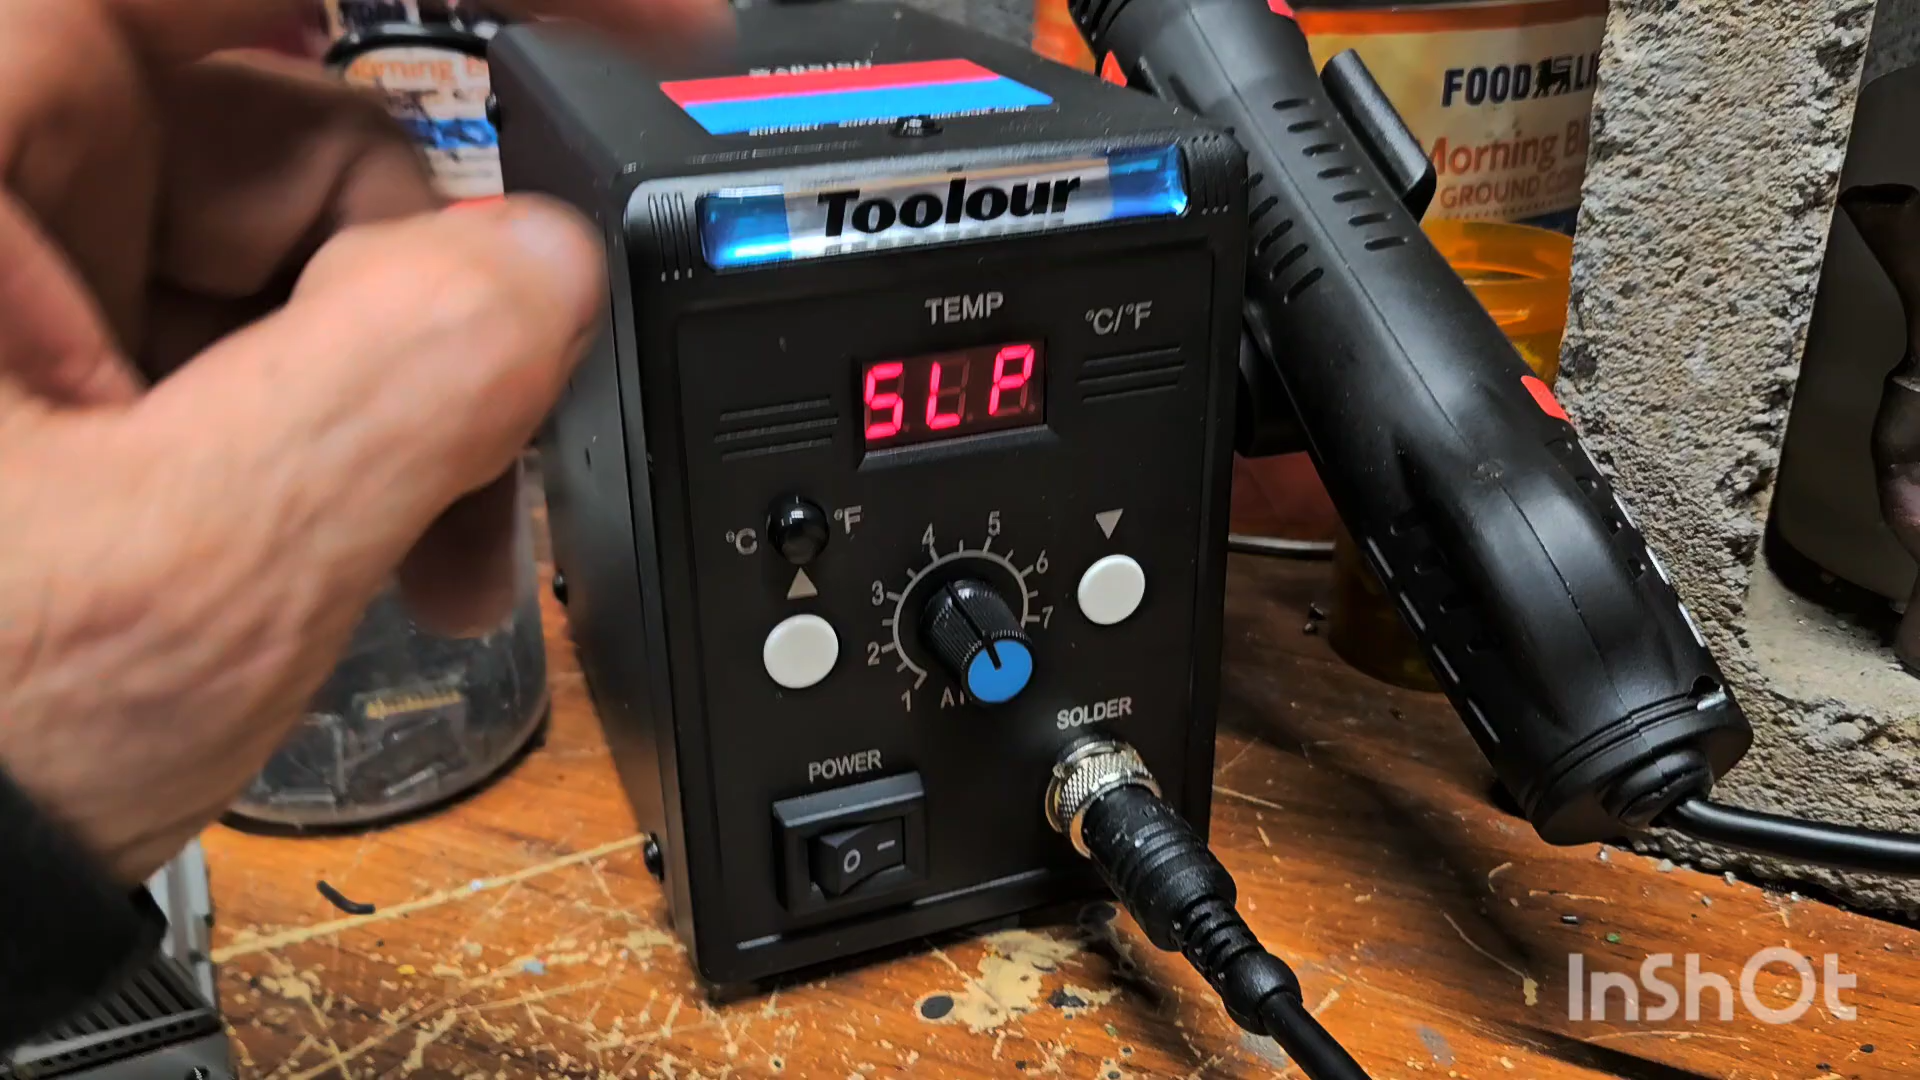 Toolour
TEMP
°C/°F
SLP
°C
°F
1
2
3
4
5
6
7
POWER
SOLDER
FOOD
Morning
GROUND
InShOt